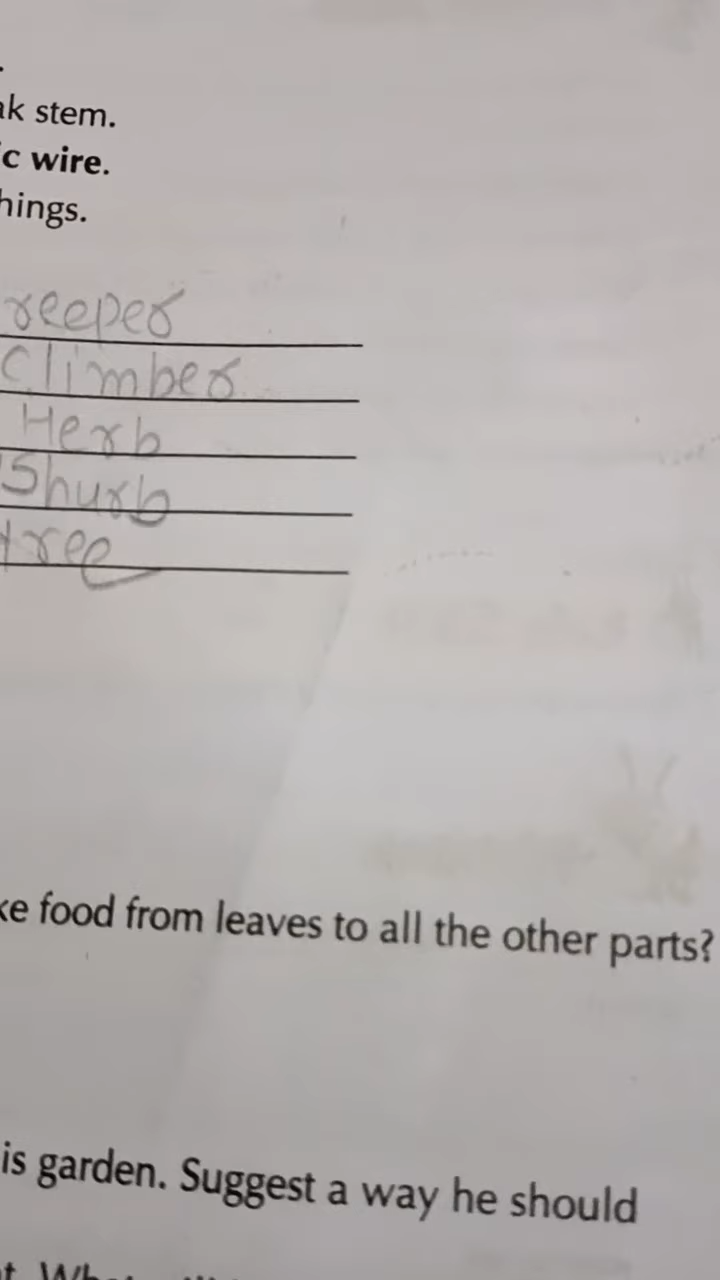 stem.
c wire.
hings.
reeper
Climber
Herb
Shurb
tree
ke food from leaves to all the other parts?
is garden. Suggest a way he should